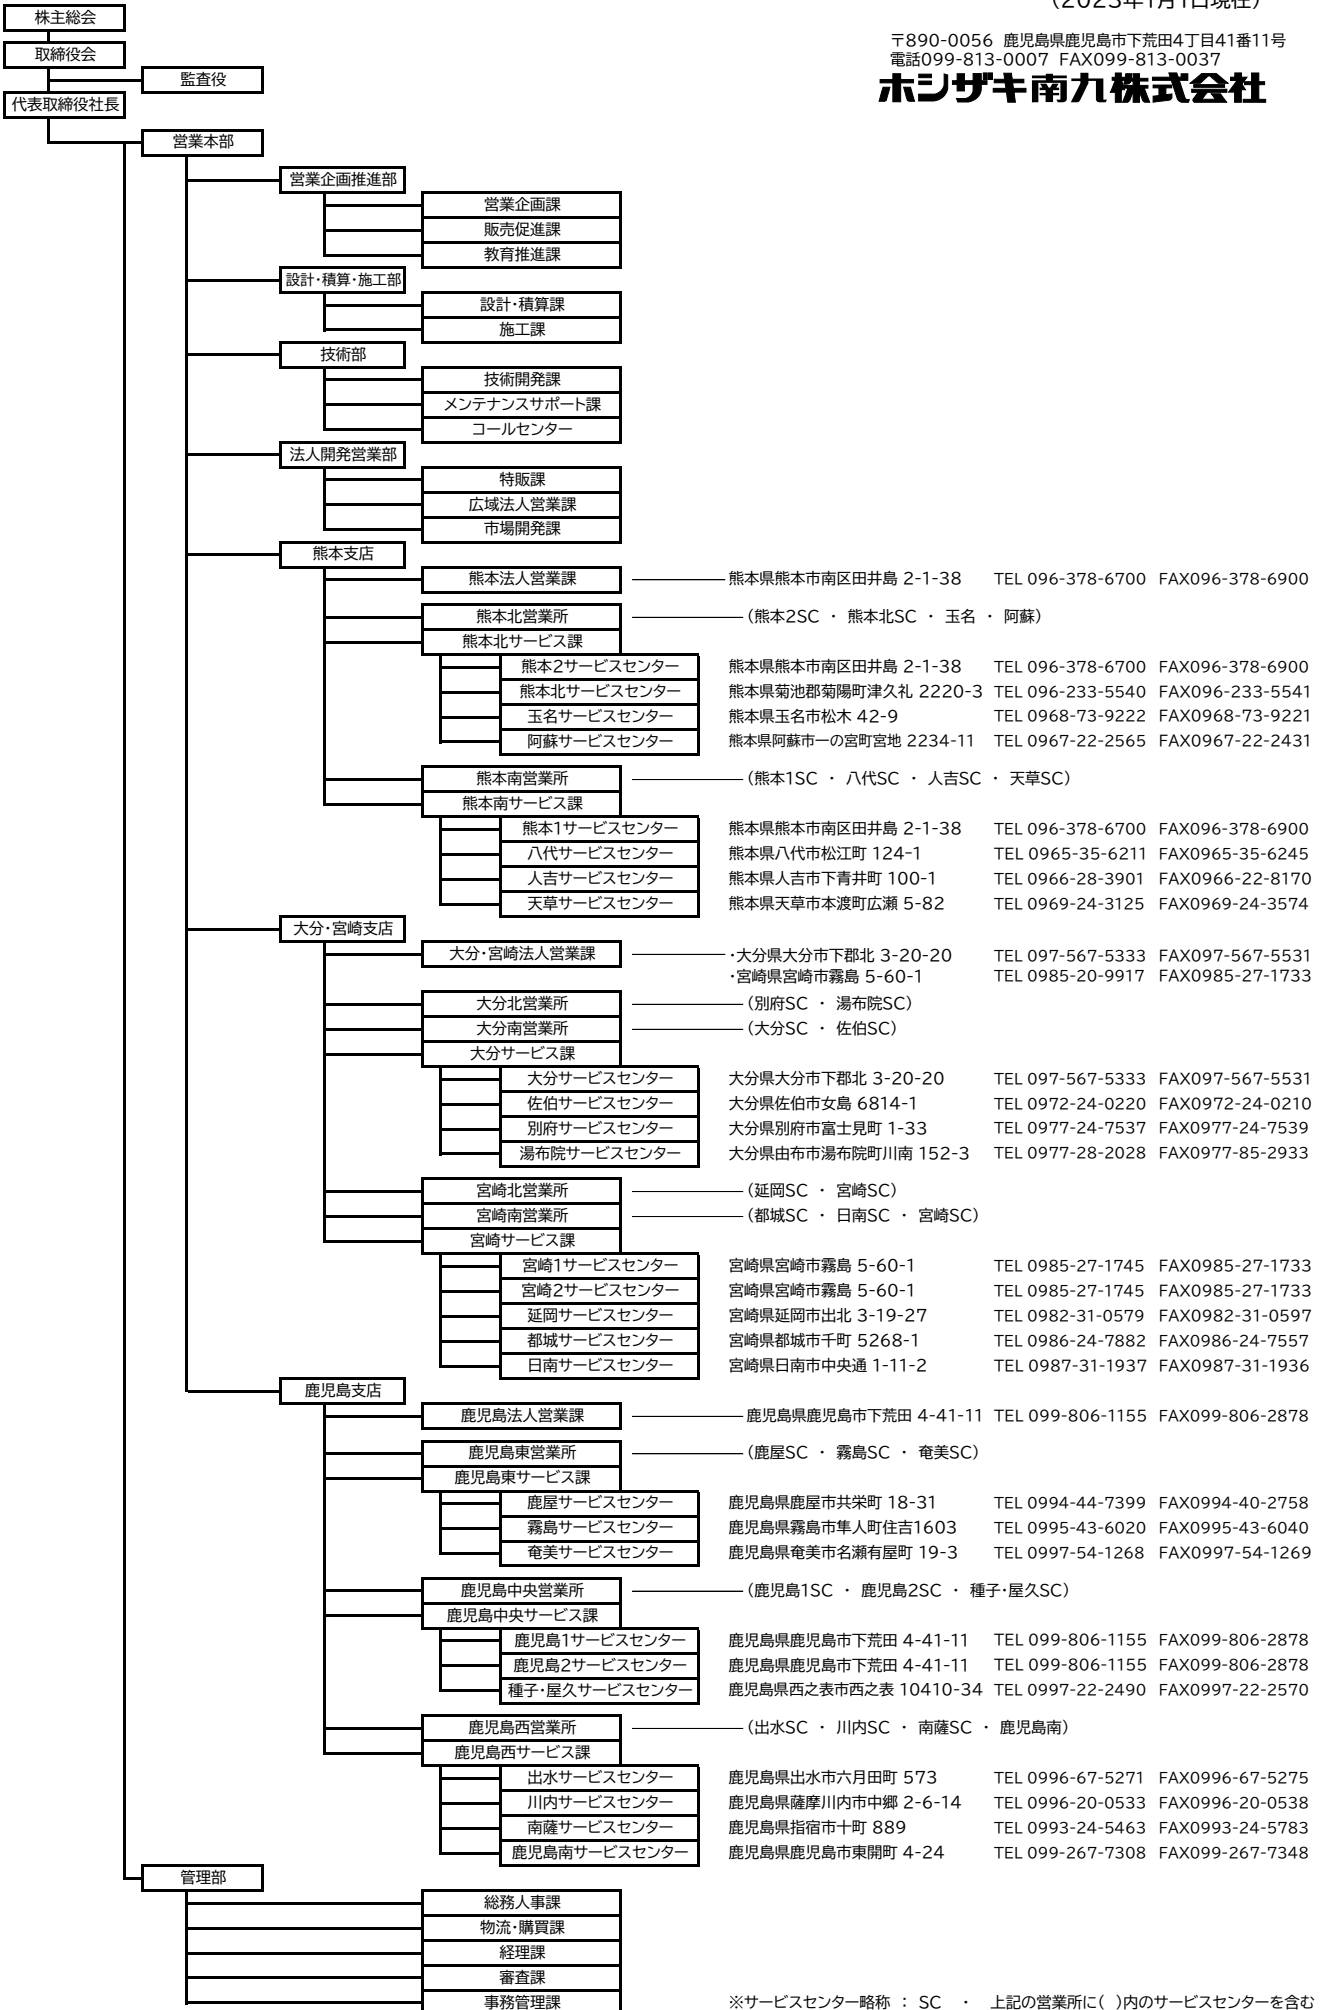 (2023年1月1日現在)
株主総会
〒890-0056 鹿児島県鹿児島市下荒田4丁目41番11号
取締役会
電話099-813-0007 FAX099-813-0037
監査役
ホシザキ南九株式会社
代表取締役社長
営業本部
営業企画推進部
営業企画課
販売促進課
教育推進課
設計・積算・施工部
設計・積算課
施工課
技術部
技術開発課
メンテナンスサポート課
コールセンター
法人開発営業部
特販課
広域法人営業課
市場開発課
熊本支店
熊本法人営業課 熊本県熊本市南区田井島 2-1-38 TEL 096-378-6700 FAX096-378-6900
熊本北営業所 (熊本2SC ・ 熊本北SC ・ 玉名 ・ 阿蘇)
熊本北サービス課
熊本2サービスセンター 熊本県熊本市南区田井島 2-1-38 TEL 096-378-6700 FAX096-378-6900
熊本北サービスセンター 熊本県菊池郡菊陽町津久礼 2220-3 TEL 096-233-5540 FAX096-233-5541
玉名サービスセンター 熊本県玉名市松木 42-9 TEL 0968-73-9222 FAX0968-73-9221
阿蘇サービスセンター 熊本県阿蘇市一の宮町宮地 2234-11 TEL 0967-22-2565 FAX0967-22-2431
熊本南営業所 (熊本1SC ・ 八代SC ・ 人吉SC ・ 天草SC)
熊本南サービス課
熊本1サービスセンター 熊本県熊本市南区田井島 2-1-38 TEL 096-378-6700 FAX096-378-6900
八代サービスセンター 熊本県八代市松江町 124-1 TEL 0965-35-6211 FAX0965-35-6245
人吉サービスセンター 熊本県人吉市下青井町 100-1 TEL 0966-28-3901 FAX0966-22-8170
天草サービスセンター 熊本県天草市本渡町広瀬 5-82 TEL 0969-24-3125 FAX0969-24-3574
大分・宮崎支店
大分・宮崎法人営業課 ・大分県大分市下郡北 3-20-20 TEL 097-567-5333 FAX097-567-5531
・宮崎県宮崎市霧島 5-60-1 TEL 0985-20-9917 FAX0985-27-1733
大分北営業所 (別府SC ・ 湯布院SC)
大分南営業所 (大分SC ・ 佐伯SC)
大分サービス課
大分サービスセンター 大分県大分市下郡北 3-20-20 TEL 097-567-5333 FAX097-567-5531
佐伯サービスセンター 大分県佐伯市女島 6814-1 TEL 0972-24-0220 FAX0972-24-0210
別府サービスセンター 大分県別府市富士見町 1-33 TEL 0977-24-7537 FAX0977-24-7539
湯布院サービスセンター 大分県由布市湯布院町川南 152-3 TEL 0977-28-2028 FAX0977-85-2933
宮崎北営業所 (延岡SC ・ 宮崎SC)
宮崎南営業所 (都城SC ・ 日南SC ・ 宮崎SC)
宮崎サービス課
宮崎1サービスセンター 宮崎県宮崎市霧島 5-60-1 TEL 0985-27-1745 FAX0985-27-1733
宮崎2サービスセンター 宮崎県宮崎市霧島 5-60-1 TEL 0985-27-1745 FAX0985-27-1733
延岡サービスセンター 宮崎県延岡市出北 3-19-27 TEL 0982-31-0579 FAX0982-31-0597
都城サービスセンター 宮崎県都城市千町 5268-1 TEL 0986-24-7882 FAX0986-24-7557
日南サービスセンター 宮崎県日南市中央通 1-11-2 TEL 0987-31-1937 FAX0987-31-1936
鹿児島支店
鹿児島法人営業課 鹿児島県鹿児島市下荒田 4-41-11 TEL 099-806-1155 FAX099-806-2878
鹿児島東営業所 (鹿屋SC ・ 霧島SC ・ 奄美SC)
鹿児島東サービス課
鹿屋サービスセンター 鹿児島県鹿屋市共栄町 18-31 TEL 0994-44-7399 FAX0994-40-2758
霧島サービスセンター 鹿児島県霧島市隼人町住吉1603 TEL 0995-43-6020 FAX0995-43-6040
奄美サービスセンター 鹿児島県奄美市名瀬有屋町 19-3 TEL 0997-54-1268 FAX0997-54-1269
鹿児島中央営業所 (鹿児島1SC ・ 鹿児島2SC ・ 種子・屋久SC)
鹿児島中央サービス課
鹿児島1サービスセンター 鹿児島県鹿児島市下荒田 4-41-11 TEL 099-806-1155 FAX099-806-2878
鹿児島2サービスセンター 鹿児島県鹿児島市下荒田 4-41-11 TEL 099-806-1155 FAX099-806-2878
種子・屋久サービスセンター 鹿児島県西之表市西之表 10410-34 TEL 0997-22-2490 FAX0997-22-2570
鹿児島西営業所 (出水SC ・ 川内SC ・ 南薩SC ・ 鹿児島南)
鹿児島西サービス課
出水サービスセンター 鹿児島県出水市六月田町 573 TEL 0996-67-5271 FAX0996-67-5275
川内サービスセンター 鹿児島県薩摩川内市中郷 2-6-14 TEL 0996-20-0533 FAX0996-20-0538
南薩サービスセンター 鹿児島県指宿市十町 889 TEL 0993-24-5463 FAX0993-24-5783
鹿児島南サービスセンター 鹿児島県鹿児島市東開町 4-24 TEL 099-267-7308 FAX099-267-7348
管理部
総務人事課
物流・購買課
経理課
審査課
事務管理課 ※サービスセンター略称 : SC ・ 上記の営業所に( )内のサービスセンターを含む